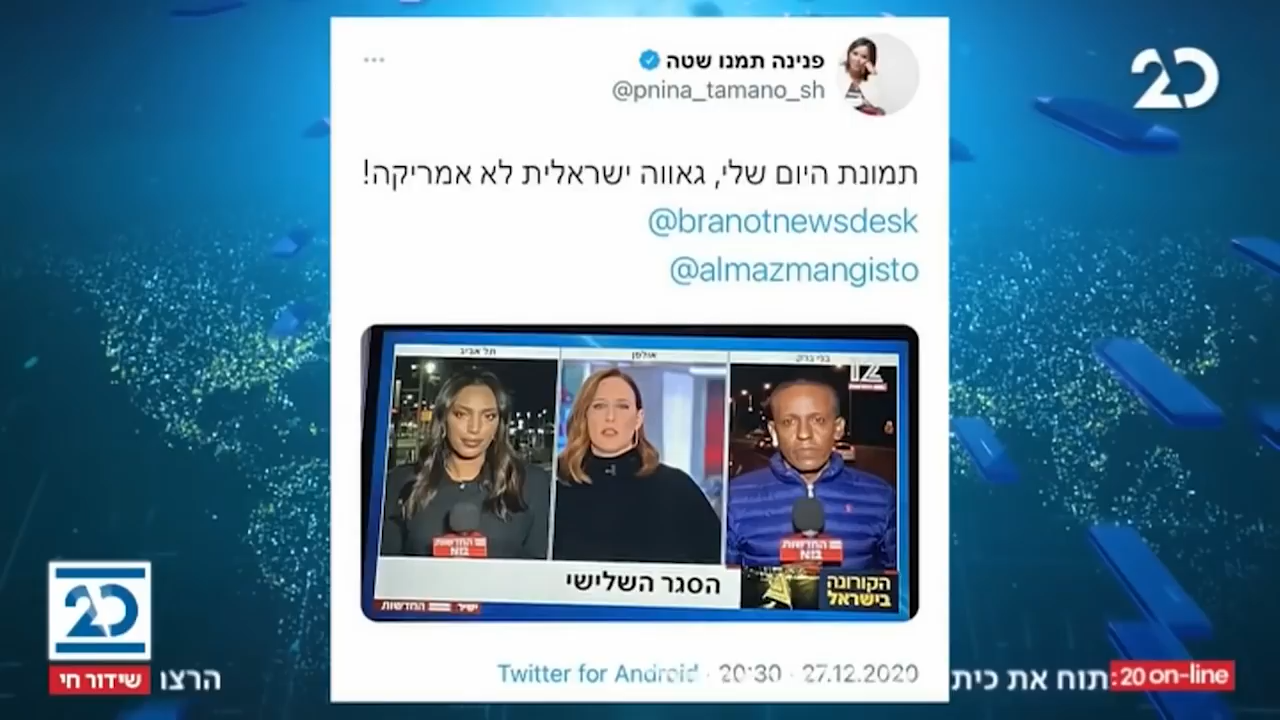 פנינה תמנו שטה
@pnina_tamano_sh
20
תמונת היום שלי, גאווה ישראלית לא אמריקה!
@branotnewsdesk
@almazmangisto
תל אביב
אולפן
בני ברק
12
החדשות
החדשות
הסגר השלישי
הקורונה
בישראל
ישיר החדשות
Twitter for Android · 20:30 · 27.12.2020
20
שידור חי
20 on-line: תוח את כית
הרצו